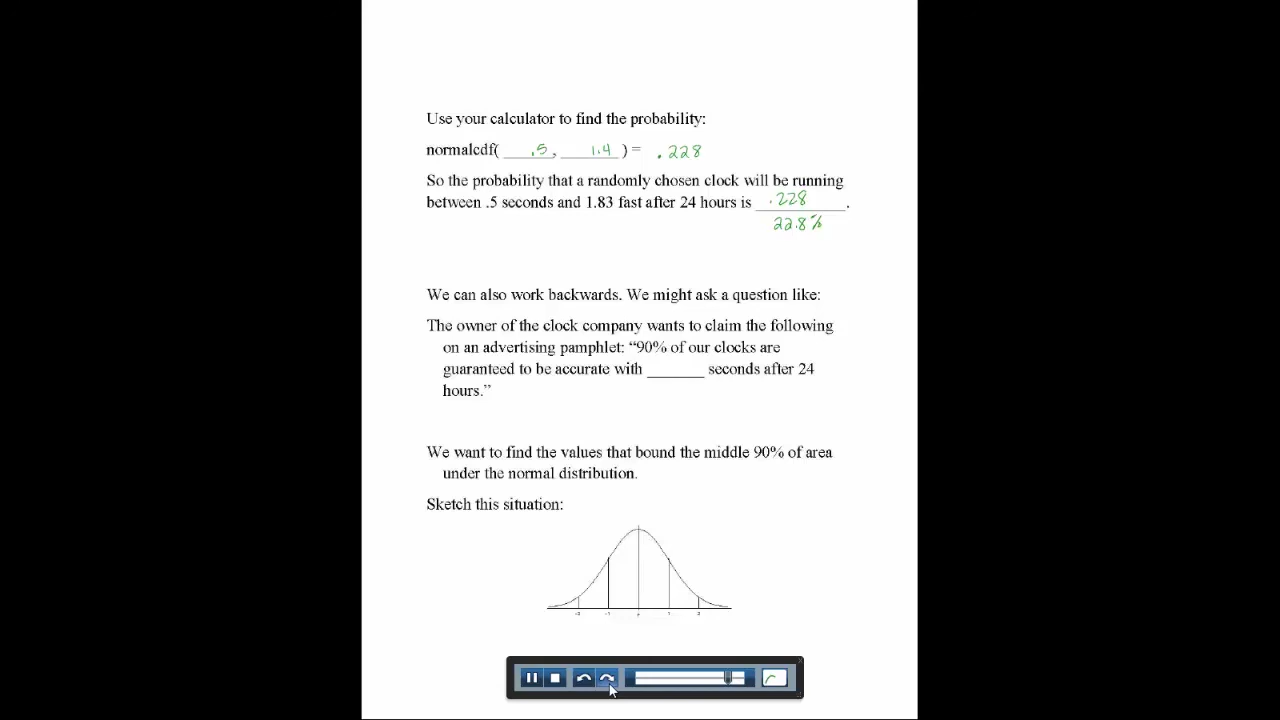 Use your calculator to find the probability:
normalcdf( .5, 1.4 ) = .228
So the probability that a randomly chosen clock will be running
between .5 seconds and 1.83 fast after 24 hours is .228.
22.8%
We can also work backwards. We might ask a question like:
The owner of the clock company wants to claim the following
on an advertising pamphlet: “90% of our clocks are
guaranteed to be accurate with _______ seconds after 24
hours.”
We want to find the values that bound the middle 90% of area
under the normal distribution.
Sketch this situation: